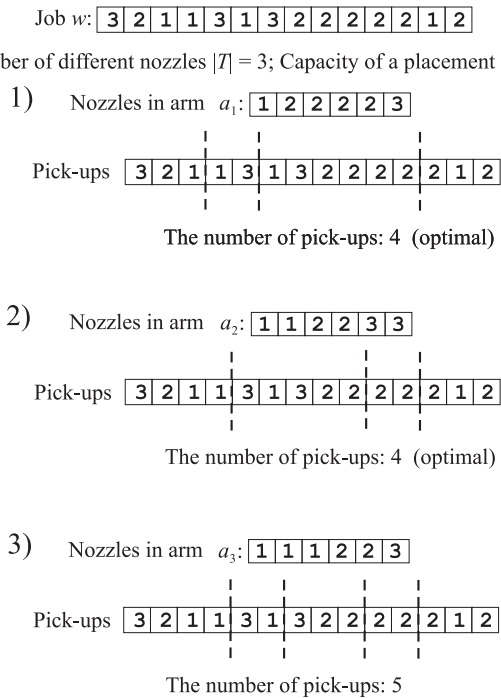 Job w: 3 2 1 1 3 1 3 2 2 2 2 2 1 2
ber of different nozzles |T| = 3; Capacity of a placement
1) Nozzles in arm a₁: 1 2 2 2 2 3
Pick-ups 3 2 1 1 3 1 3 2 2 2 2 2 1 2
The number of pick-ups: 4 (optimal)
2) Nozzles in arm a₂: 1 1 2 2 3 3
Pick-ups 3 2 1 1 3 1 3 2 2 2 2 2 1 2
The number of pick-ups: 4 (optimal)
3) Nozzles in arm a₃: 1 1 1 2 2 3
Pick-ups 3 2 1 1 3 1 3 2 2 2 2 2 1 2
The number of pick-ups: 5